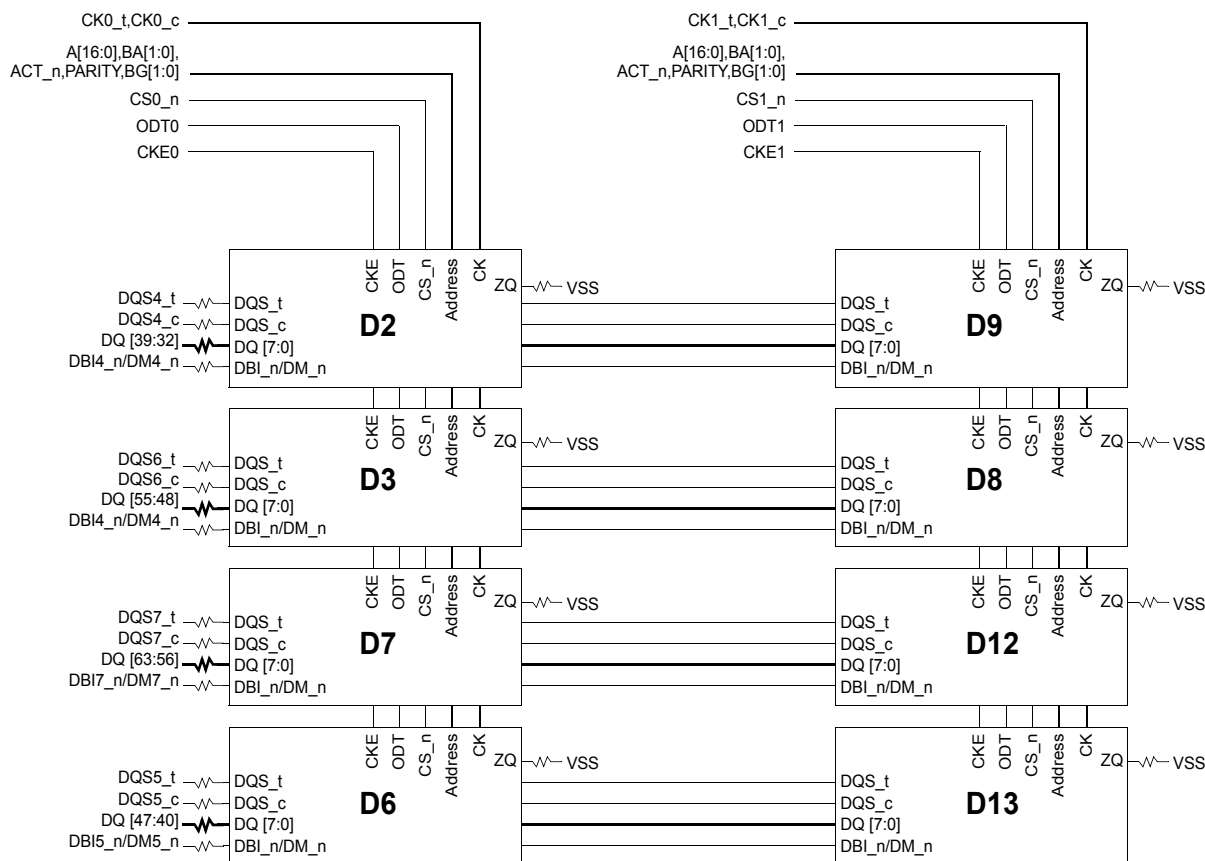 CK0_t,CK0_c
A[16:0],BA[1:0],
ACT_n,PARITY,BG[1:0]
CS0_n
ODT0
CKE0
CK1_t,CK1_c
A[16:0],BA[1:0],
ACT_n,PARITY,BG[1:0]
CS1_n
ODT1
CKE1
DQS4_t
DQS4_c
DQ [39:32]
DBI4_n/DM4_n
CKE
ODT
CS_n
Address
CK
ZQ
VSS
DQS_t
DQS_c
DQ [7:0]
DBI_n/DM_n
D2
CKE
ODT
CS_n
Address
CK
ZQ
VSS
DQS_t
DQS_c
DQ [7:0]
DBI_n/DM_n
D9
DQS6_t
DQS6_c
DQ [55:48]
DBI4_n/DM4_n
CKE
ODT
CS_n
Address
CK
ZQ
VSS
DQS_t
DQS_c
DQ [7:0]
DBI_n/DM_n
D3
CKE
ODT
CS_n
Address
CK
ZQ
VSS
DQS_t
DQS_c
DQ [7:0]
DBI_n/DM_n
D8
DQS7_t
DQS7_c
DQ [63:56]
DBI7_n/DM7_n
CKE
ODT
CS_n
Address
CK
ZQ
VSS
DQS_t
DQS_c
DQ [7:0]
DBI_n/DM_n
D7
CKE
ODT
CS_n
Address
CK
ZQ
VSS
DQS_t
DQS_c
DQ [7:0]
DBI_n/DM_n
D12
DQS5_t
DQS5_c
DQ [47:40]
DBI5_n/DM5_n
CKE
ODT
CS_n
Address
CK
ZQ
VSS
DQS_t
DQS_c
DQ [7:0]
DBI_n/DM_n
D6
CKE
ODT
CS_n
Address
CK
ZQ
VSS
DQS_t
DQS_c
DQ [7:0]
DBI_n/DM_n
D13